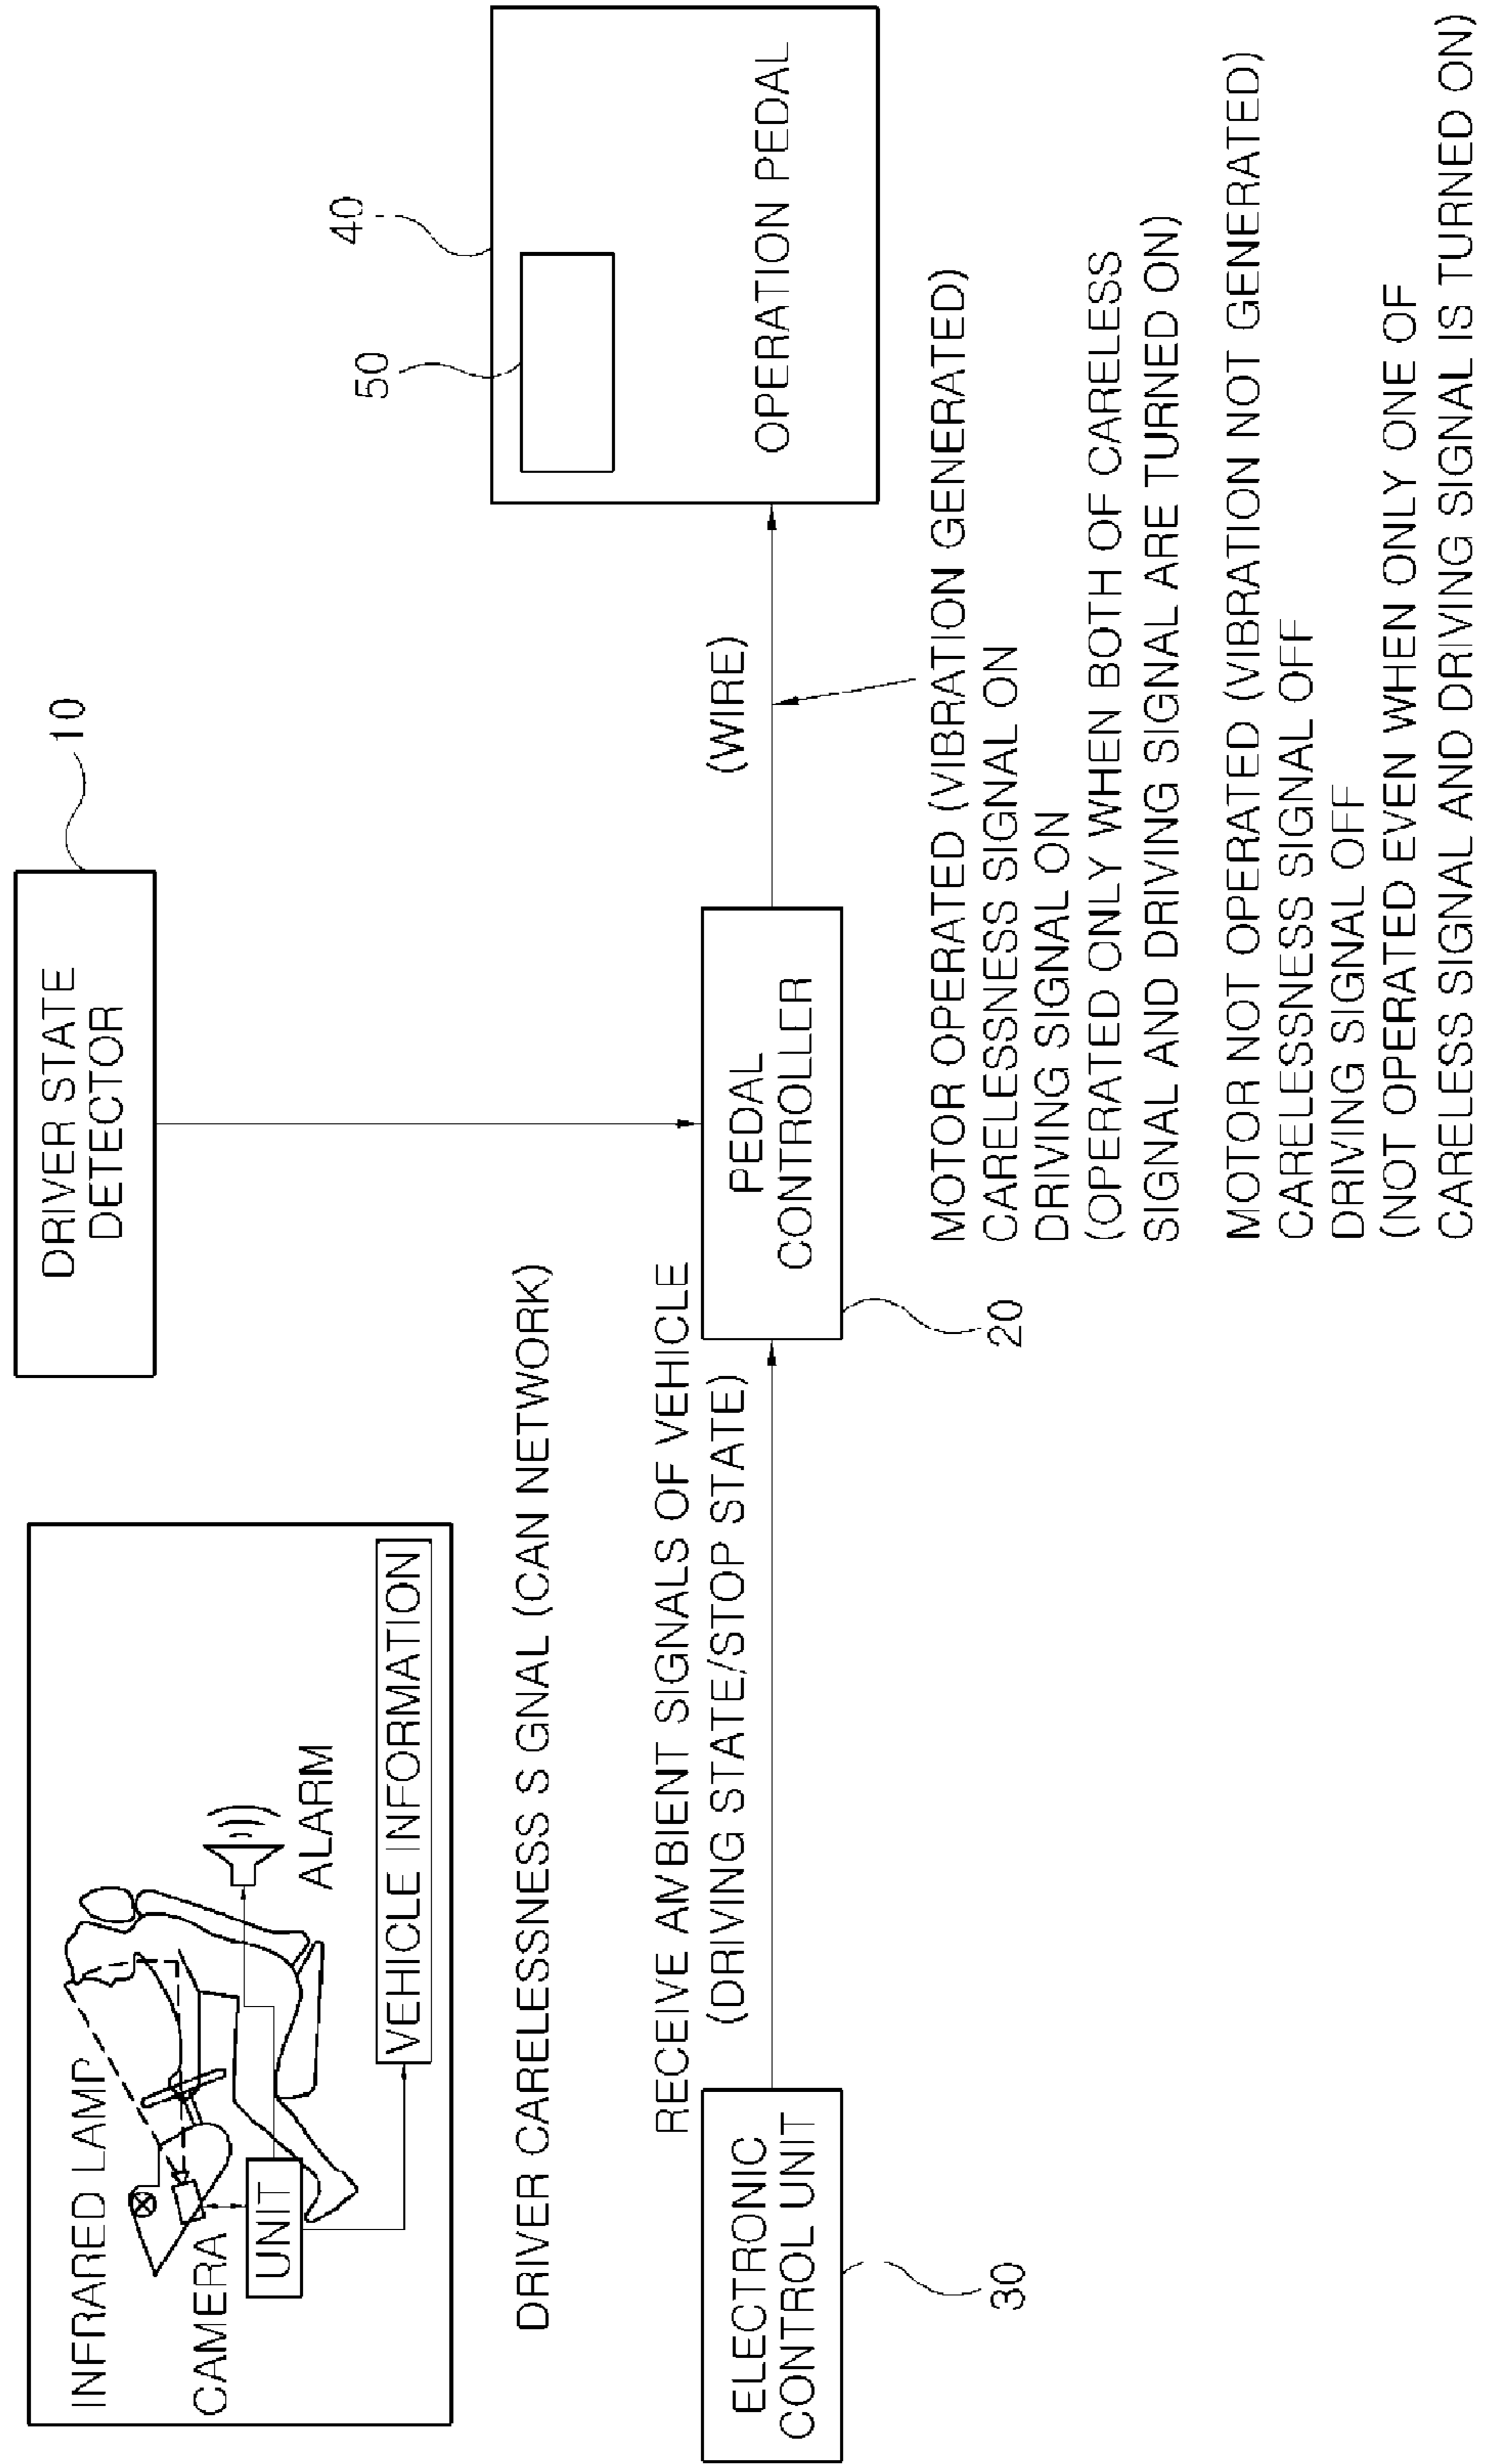 INFRARED LAMP
CAMERA
UNIT
ALARM
VEHICLE INFORMATION
DRIVER STATE
DETECTOR
10
DRIVER CARELESSNESS S GNAL (CAN NETWORK)
RECEIVE AMBIENT SIGNALS OF VEHICLE
(DRIVING STATE/STOP STATE)
ELECTRONIC
CONTROL UNIT
30
PEDAL
CONTROLLER
20
(WIRE)
40
50
OPERATION PEDAL
MOTOR OPERATED (VIBRATION GENERATED)
CARELESSNESS SIGNAL ON
DRIVING SIGNAL ON
(OPERATED ONLY WHEN BOTH OF CARELESS
SIGNAL AND DRIVING SIGNAL ARE TURNED ON)
MOTOR NOT OPERATED (VIBRATION NOT GENERATED)
CARELESSNESS SIGNAL OFF
DRIVING SIGNAL OFF
(NOT OPERATED EVEN WHEN ONLY ONE OF
CARELESS SIGNAL AND DRIVING SIGNAL IS TURNED ON)